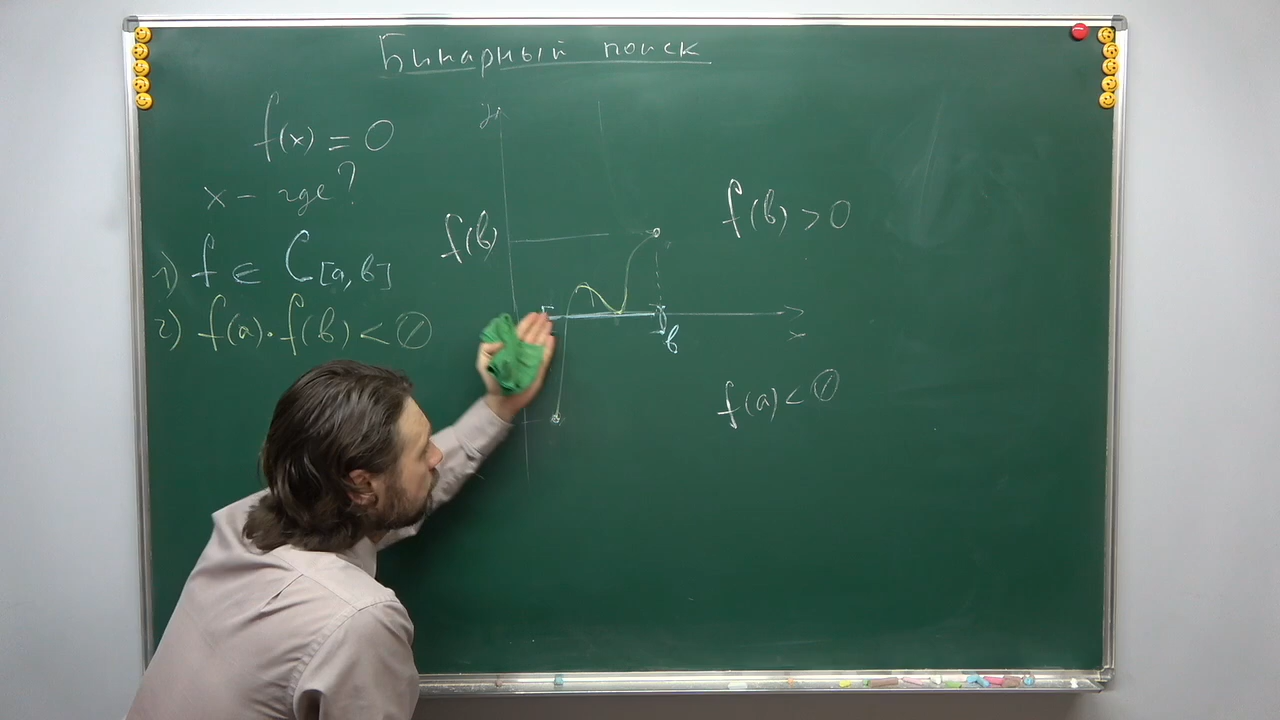 Бинарный поиск
f(x) = 0
x - где?
1) f ∈ C[a, b]
2) f(a) · f(b) < 0
y
f(b)
b
x
f(b) > 0
f(a) < 0